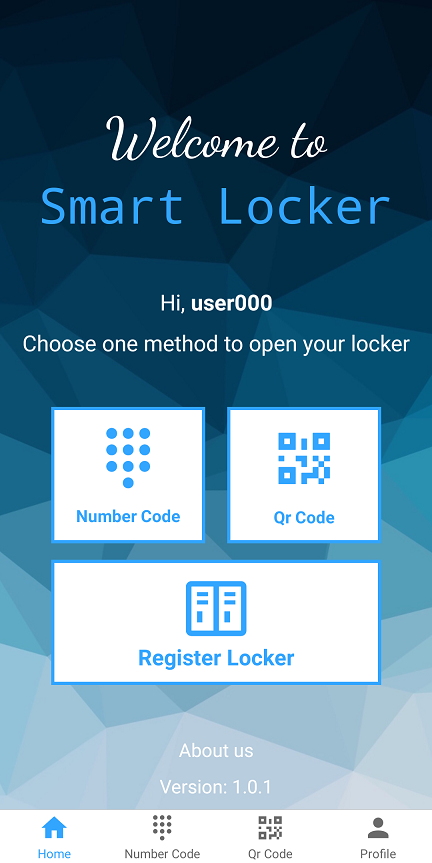 Welcome to
Smart Locker
Hi, user000
Choose one method to open your locker
Number Code
Qr Code
Register Locker
About us
Version: 1.0.1
Home
Number Code
Qr Code
Profile